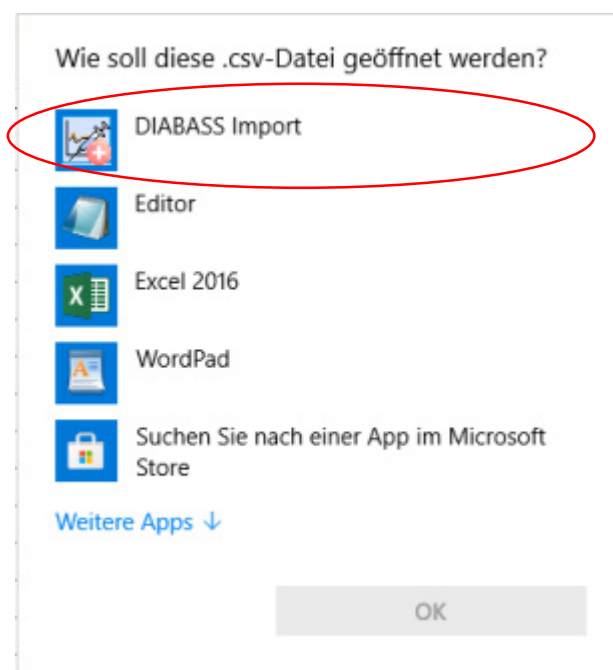 Wie soll diese .csv-Datei geöffnet werden?
DIABASS Import
Editor
Excel 2016
WordPad
Suchen Sie nach einer App im Microsoft
Store
Weitere Apps ↓
OK